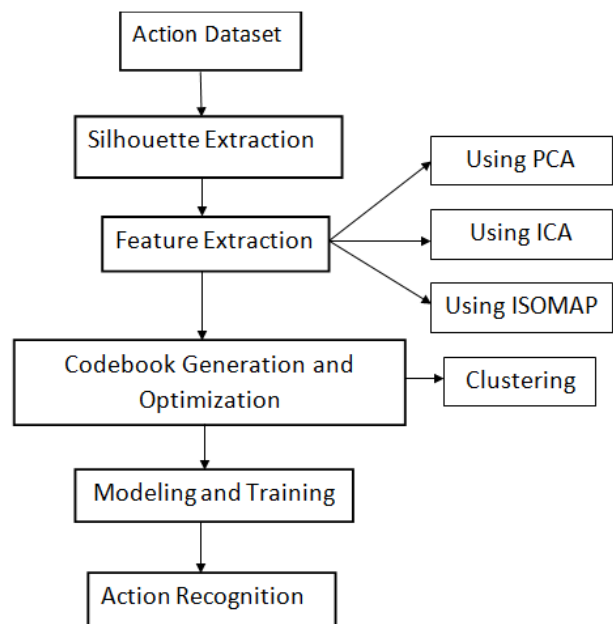 Action Dataset
Silhouette Extraction
Using PCA
Feature Extraction
Using ICA
Using ISOMAP
Codebook Generation and
Optimization
Clustering
Modeling and Training
Action Recognition